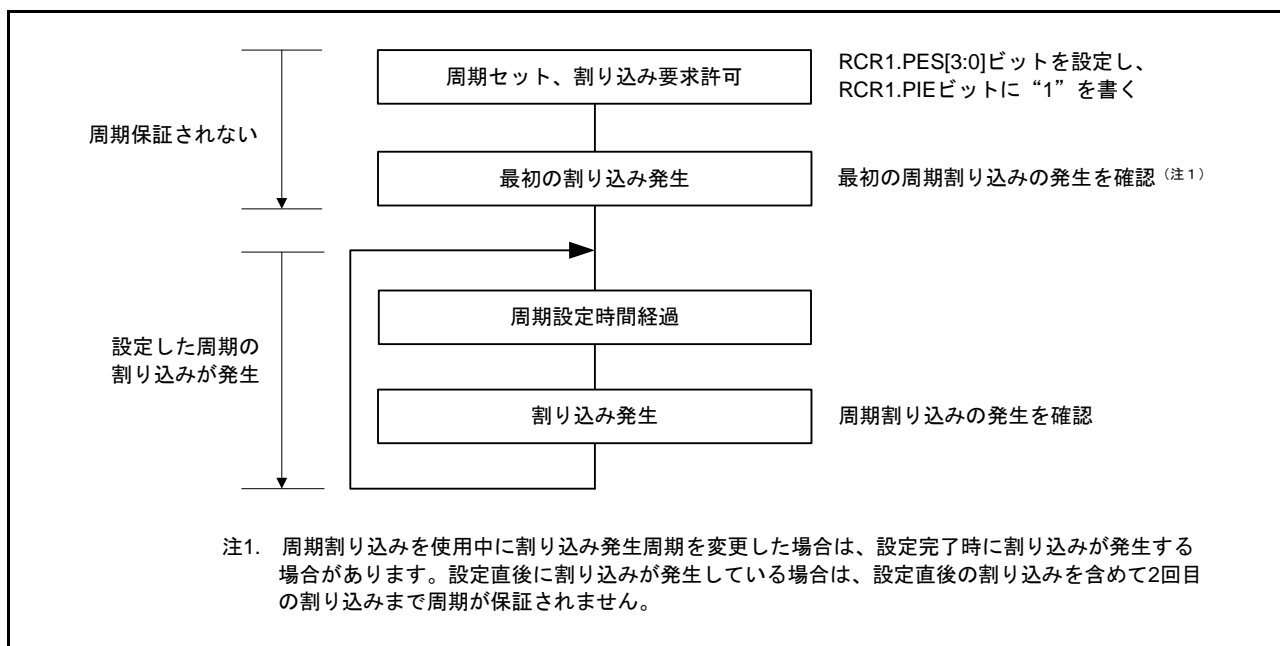 周期セット、割り込み要求許可
RCR1.PES[3:0]ビットを設定し、
RCR1.PIEビットに“1”を書く
周期保証されない
最初の割り込み発生
最初の周期割り込みの発生を確認（注１）
周期設定時間経過
設定した周期の
割り込みが発生
割り込み発生
周期割り込みの発生を確認
注1. 周期割り込みを使用中に割り込み発生周期を変更した場合は、設定完了時に割り込みが発生する
場合があります。設定直後に割り込みが発生している場合は、設定直後の割り込みを含めて2回目
の割り込みまで周期が保証されません。